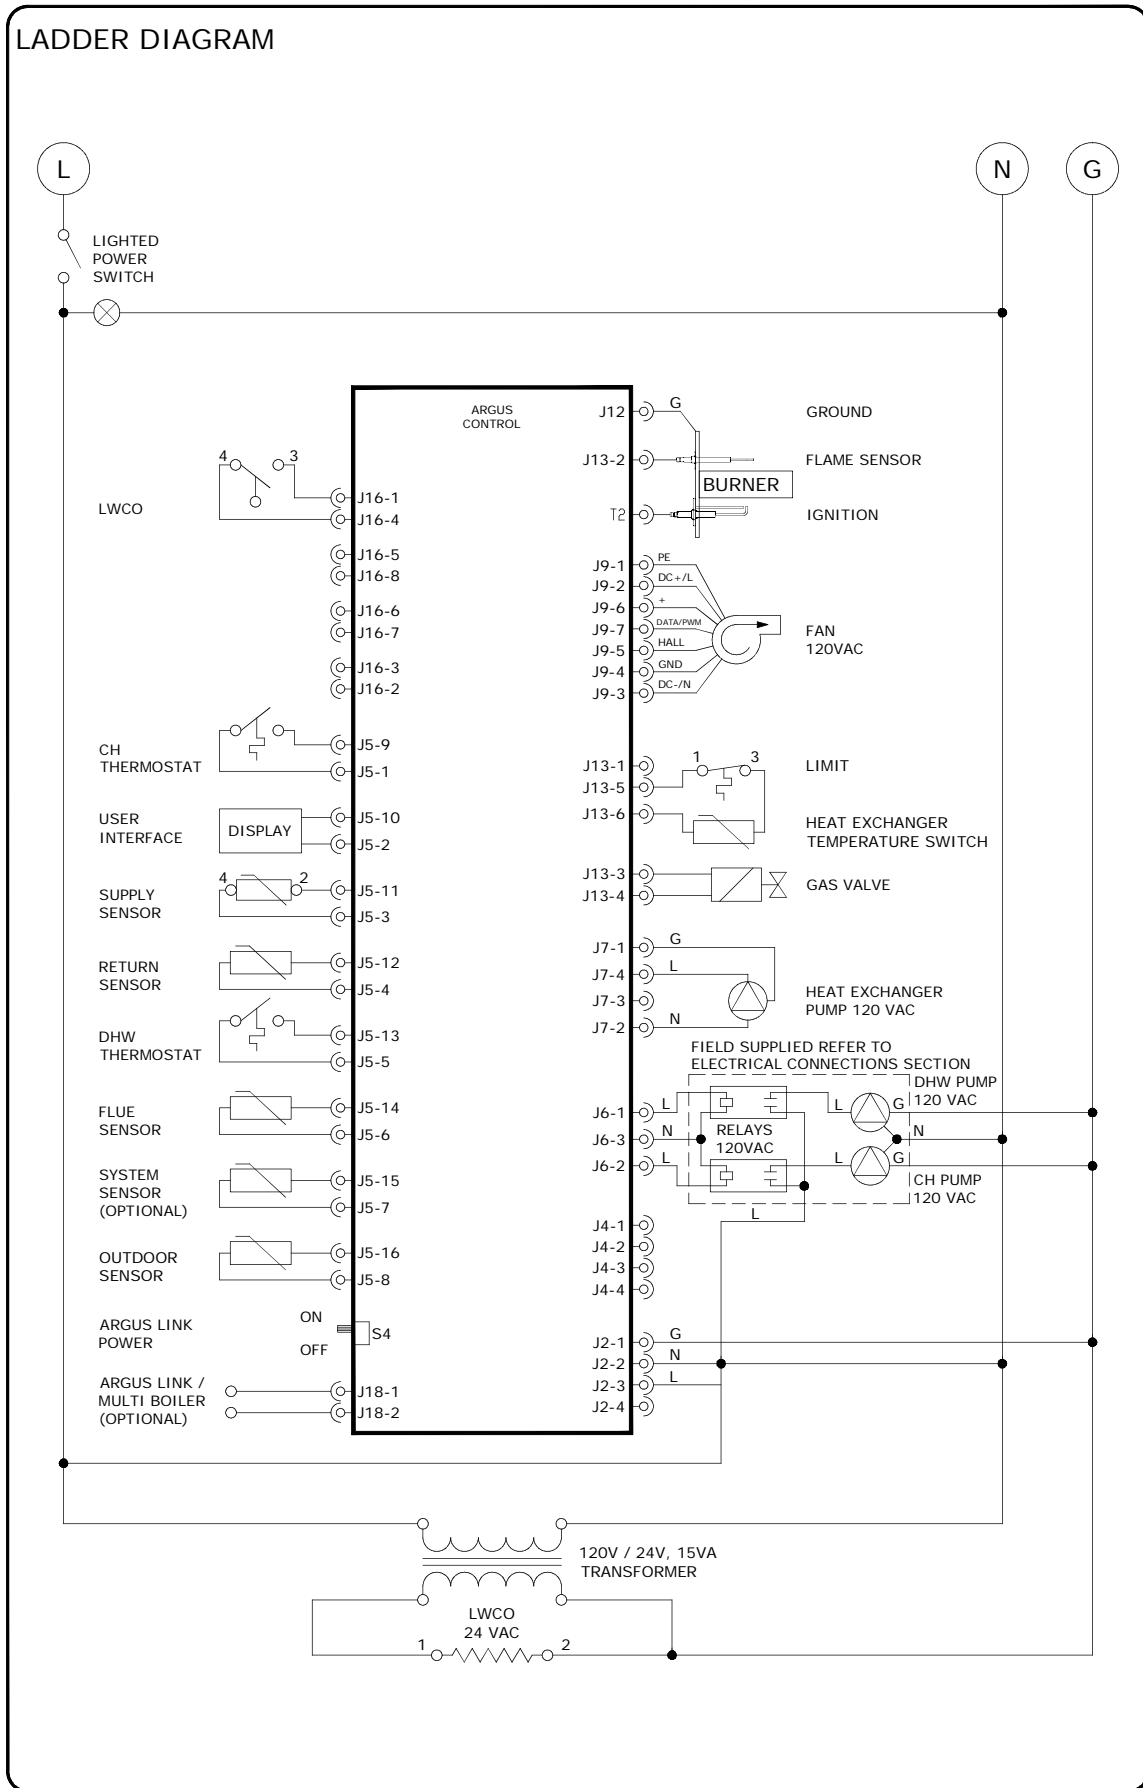 LADDER DIAGRAM
L
N
G
LIGHTED
POWER
SWITCH
ARGUS
CONTROL
4
3
LWCO
J16-1
J16-4
J16-5
J16-8
J16-6
J16-7
J16-3
J16-2
CH
THERMOSTAT
J5-9
J5-1
USER
INTERFACE
DISPLAY
J5-10
J5-2
SUPPLY
SENSOR
4
2
J5-11
J5-3
RETURN
SENSOR
J5-12
J5-4
DHW
THERMOSTAT
J5-13
J5-5
FLUE
SENSOR
J5-14
J5-6
SYSTEM
SENSOR
(OPTIONAL)
J5-15
J5-7
OUTDOOR
SENSOR
J5-16
J5-8
ARGUS LINK
POWER
ON
OFF
S4
ARGUS LINK /
MULTI BOILER
(OPTIONAL)
J18-1
J18-2
J12
G
GROUND
J13-2
FLAME SENSOR
BURNER
T2
IGNITION
J9-1
PE
J9-2
DC+/L
J9-6
+
J9-7
DATA/PWM
J9-5
HALL
J9-4
GND
J9-3
DC-/N
FAN
120VAC
J13-1
J13-5
J13-6
1
3
LIMIT
HEAT EXCHANGER
TEMPERATURE SWITCH
J13-3
J13-4
GAS VALVE
J7-1
G
J7-4
L
J7-3
J7-2
N
HEAT EXCHANGER
PUMP 120 VAC
FIELD SUPPLIED REFER TO
ELECTRICAL CONNECTIONS SECTION
DHW PUMP
120 VAC
J6-1
L
J6-3
N
J6-2
L
RELAYS
120VAC
L
G
N
L
G
CH PUMP
120 VAC
L
J4-1
J4-2
J4-3
J4-4
J2-1
G
J2-2
N
J2-3
L
J2-4
120V / 24V, 15VA
TRANSFORMER
LWCO
24 VAC
1
2